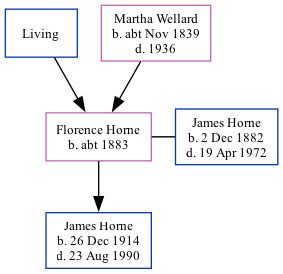 Living
Martha Wellard
b. abt Nov 1839
d. 1936
Florence Horne
b. abt 1883
James Horne
b. 2 Dec 1882
d. 19 Apr 1972
James Horne
b. 26 Dec 1914
d. 23 Aug 1990